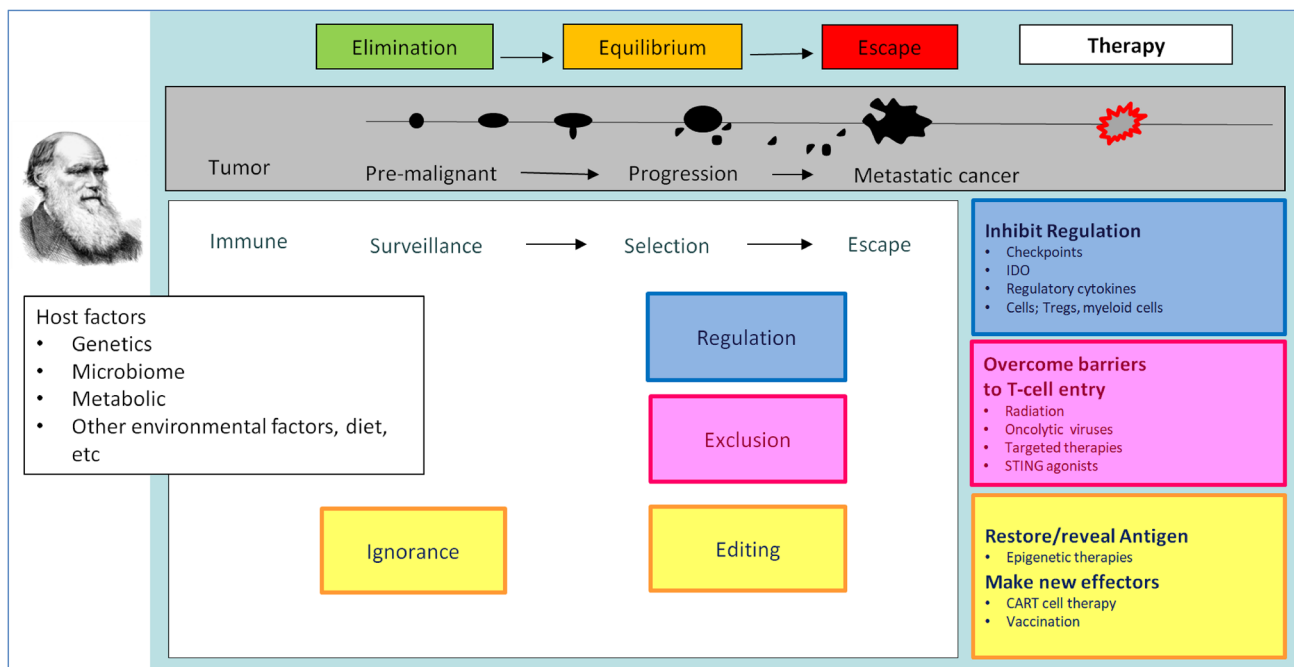 Elimination
Equilibrium
Escape
Therapy
Tumor
Pre-malignant
Progression
Metastatic cancer
Immune
Surveillance
Selection
Escape
Host factors
• Genetics
• Microbiome
• Metabolic
• Other environmental factors, diet,
etc
Regulation
Exclusion
Ignorance
Editing
Inhibit Regulation
• Checkpoints
• IDO
• Regulatory cytokines
• Cells; Tregs, myeloid cells
Overcome barriers
to T-cell entry
• Radiation
• Oncolytic viruses
• Targeted therapies
• STING agonists
Restore/reveal Antigen
• Epigenetic therapies
Make new effectors
• CART cell therapy
• Vaccination